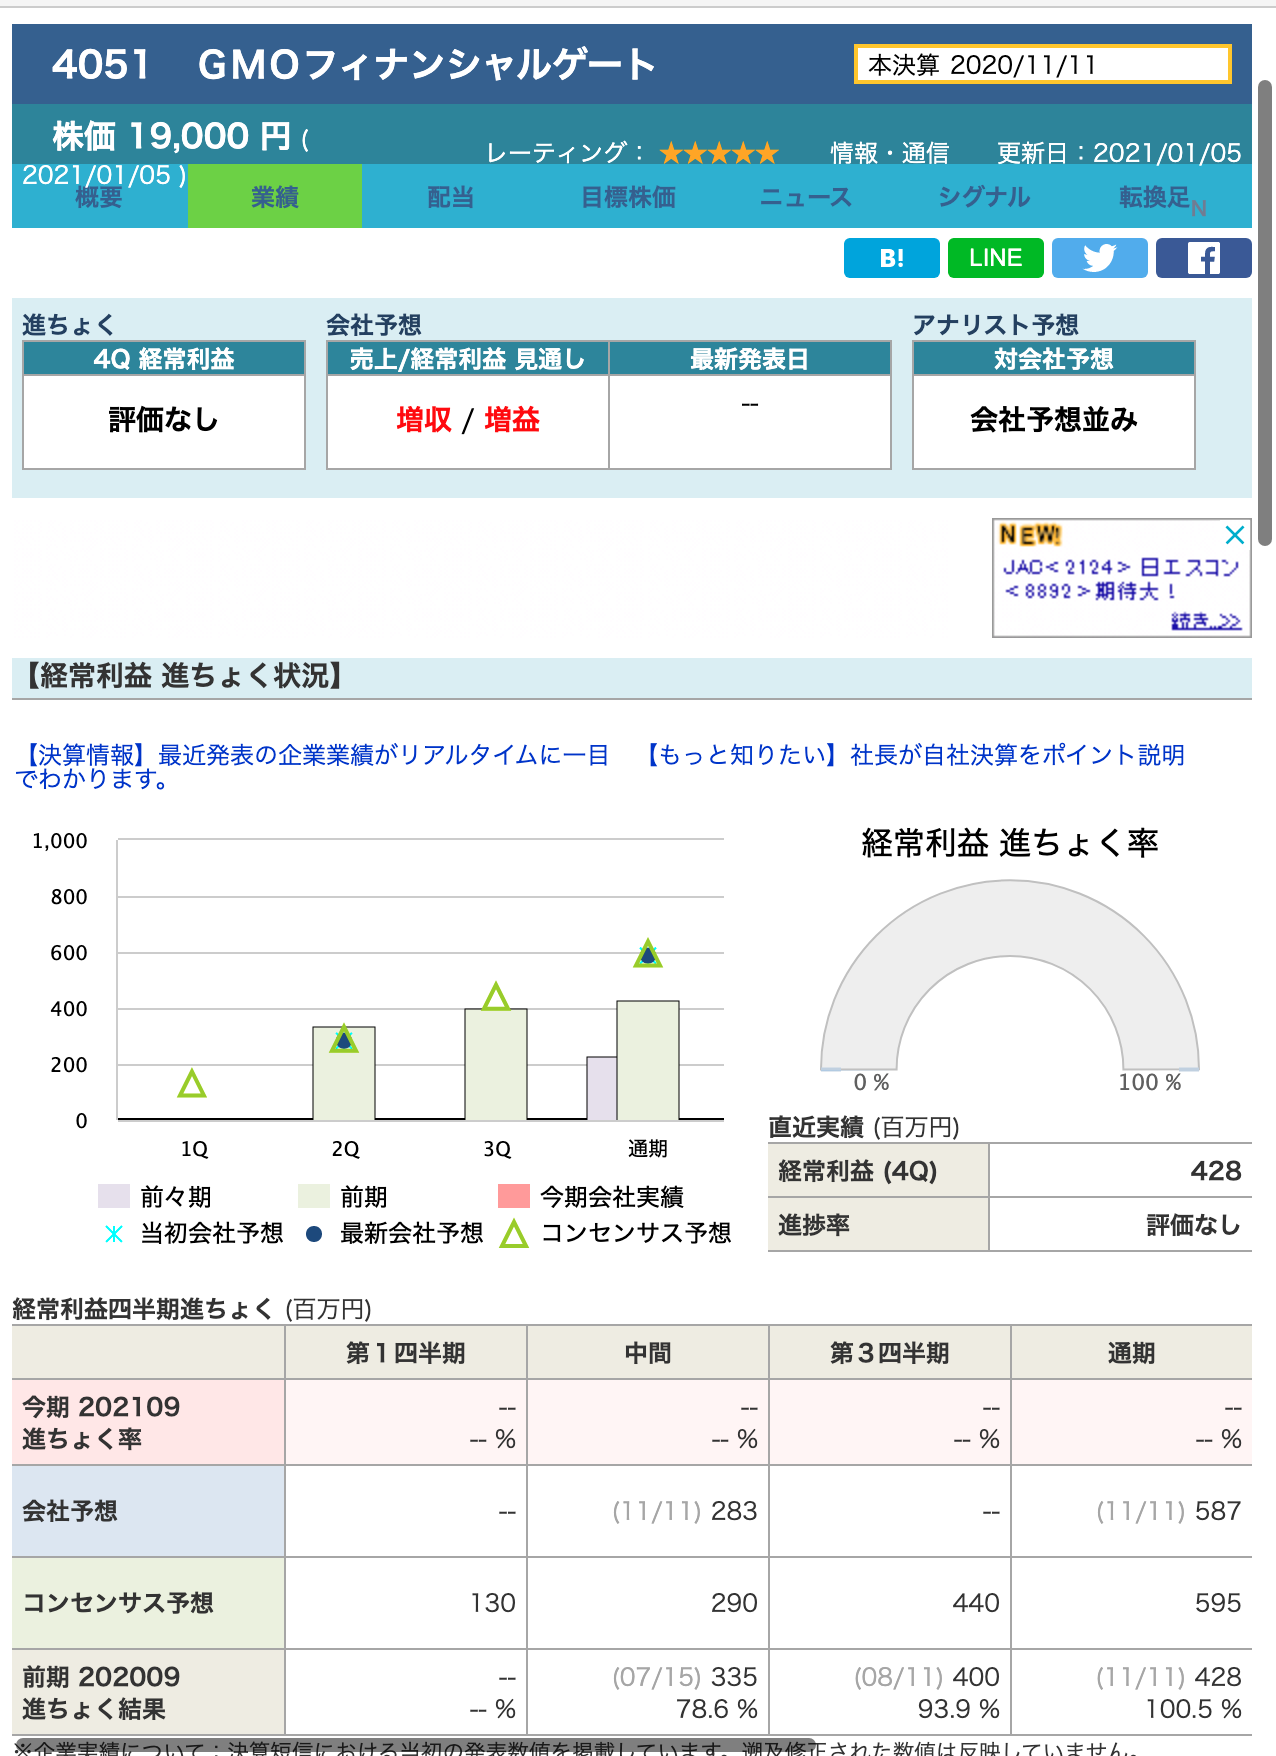 4051　GMOフィナンシャルゲート
本決算 2020/11/11
株価 19,000 円 (
2021/01/05 )
レーティング： ★★★★★ 情報・通信 更新日：2021/01/05
概要 業績 配当 目標株価 ニュース シグナル 転換足N
B! LINE
進ちょく 会社予想 アナリスト予想
4Q 経常利益 売上/経常利益 見通し 最新発表日 対会社予想
評価なし 増収 / 増益 -- 会社予想並み
NEW!
JAC<2124> 日エスコン
<8892>期待大！
続き..>>
【経常利益 進ちょく状況】
【決算情報】最近発表の企業業績がリアルタイムに一目
でわかります。
【もっと知りたい】社長が自社決算をポイント説明
1,000
800
600
400
200
0
1Q 2Q 3Q 通期
前々期 前期 今期会社実績
当初会社予想 最新会社予想 コンセンサス予想
経常利益 進ちょく率
0 % 100 %
直近実績 (百万円)
経常利益 (4Q) 428
進捗率 評価なし
経常利益四半期進ちょく (百万円)
第１四半期 中間 第３四半期 通期
今期 202109 -- -- -- --
進ちょく率 -- % -- % -- % -- %
会社予想 -- (11/11) 283 -- (11/11) 587
コンセンサス予想 130 290 440 595
前期 202009 -- (07/15) 335 (08/11) 400 (11/11) 428
進ちょく結果 -- % 78.6 % 93.9 % 100.5 %
※企業実績について：決算短信における当初の発表数値を掲載しています。遡及修正された数値は反映していません。